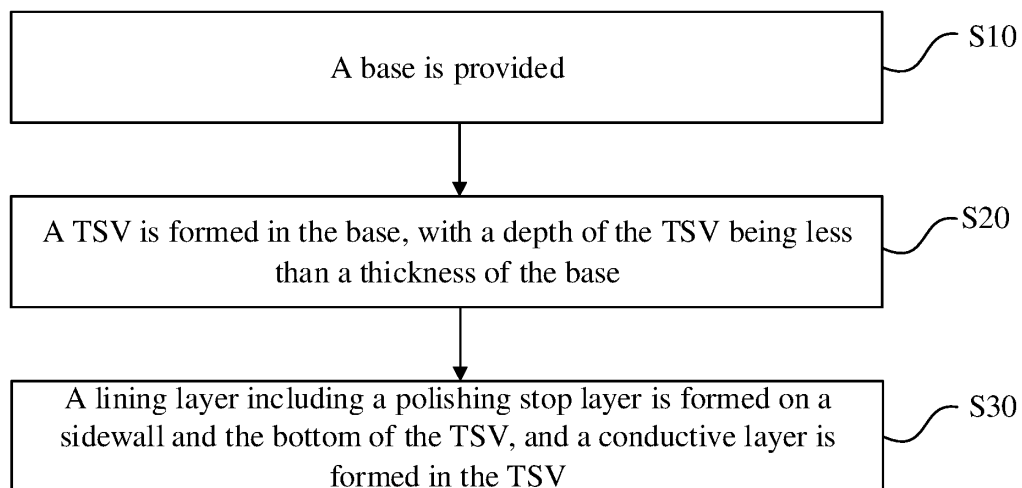 A base is provided
S10
A TSV is formed in the base, with a depth of the TSV being less
than a thickness of the base
S20
A lining layer including a polishing stop layer is formed on a
sidewall and the bottom of the TSV, and a conductive layer is
formed in the TSV
S30